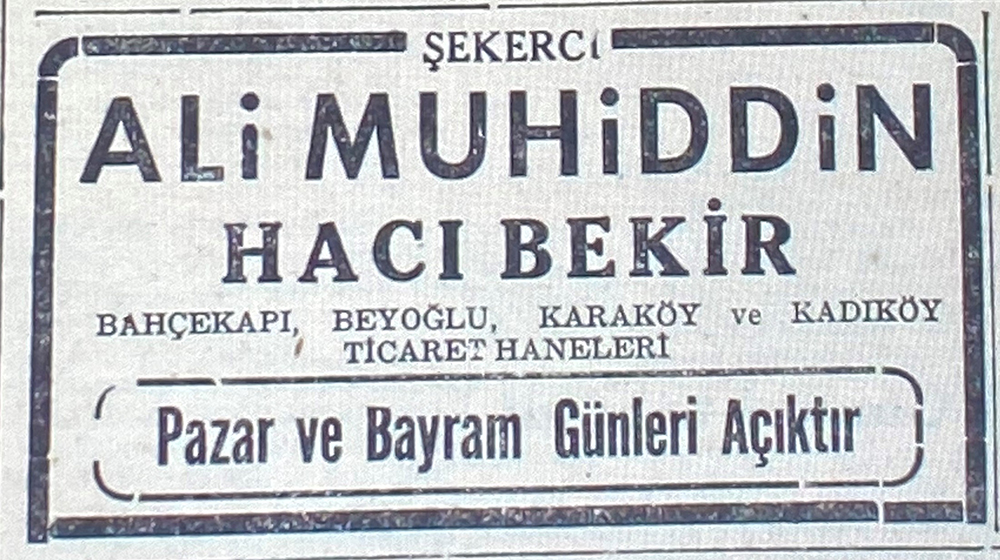 ŞEKERCİ
ALİ MUHİDDİN
HACI BEKİR
BAHÇEKAPI, BEYOĞLU, KARAKÖY ve KADIKÖY
TİCARET HANELERİ
Pazar ve Bayram Günleri Açıktır